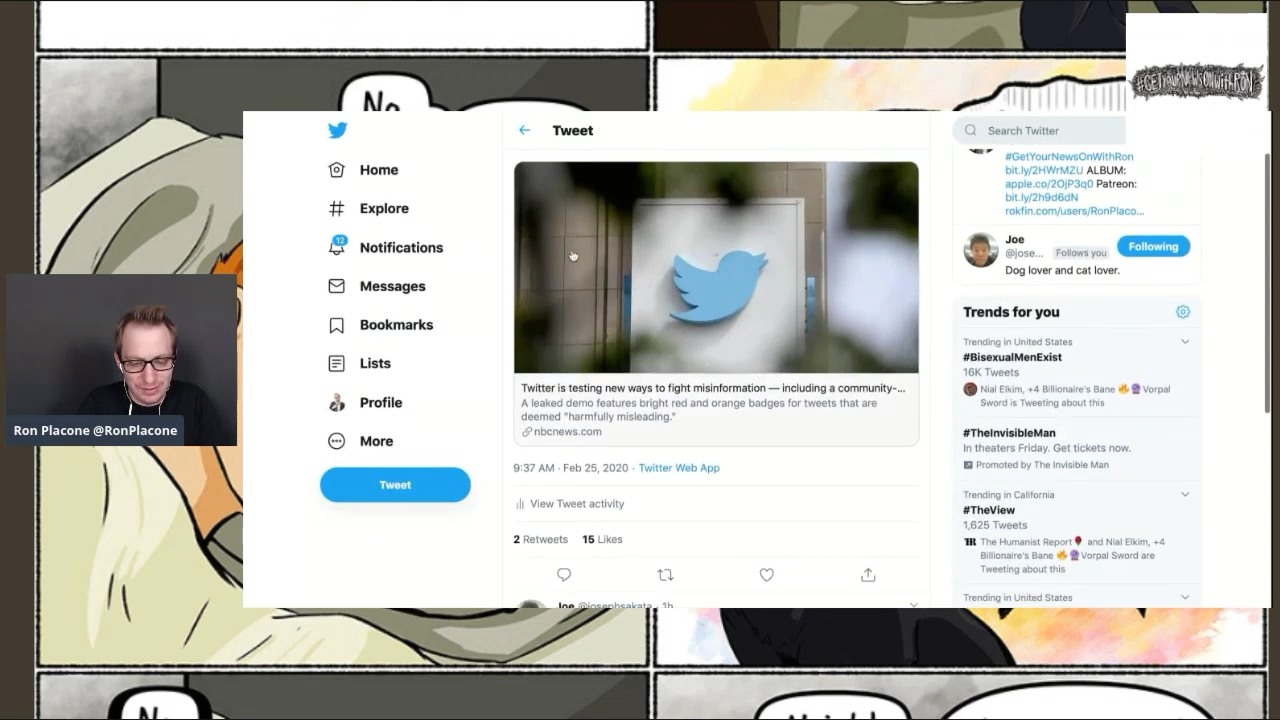 No
#GETYOURNEWSONWITHRON
Tweet
Search Twitter
#GetYourNewsOnWithRon
bit.ly/2HWrMZU ALBUM:
apple.co/2OjP3q0 Patreon:
bit.ly/2h9d6dN
rokfin.com/users/RonPlaco...
Home
Explore
12
Notifications
Messages
Bookmarks
Lists
Profile
More
Tweet
Joe
@jose... Follows you
Following
Dog lover and cat lover.
Trends for you
Trending in United States
#BisexualMenExist
16K Tweets
Nial Elkim, +4 Billionaire's Bane 🔥🔮Vorpal
Sword is Tweeting about this
#TheInvisibleMan
In theaters Friday. Get tickets now.
Promoted by The Invisible Man
Trending in California
#TheView
1,625 Tweets
The Humanist Report🌹 and Nial Elkim, +4
Billionaire's Bane 🔥🔮Vorpal Sword are
Tweeting about this
Trending in United States
Twitter is testing new ways to fight misinformation — including a community-...
A leaked demo features bright red and orange badges for tweets that are
deemed "harmfully misleading."
nbcnews.com
9:37 AM · Feb 25, 2020 · Twitter Web App
View Tweet activity
2 Retweets 15 Likes
Joe @josephsakata · 1h
Ron Placone @RonPlacone